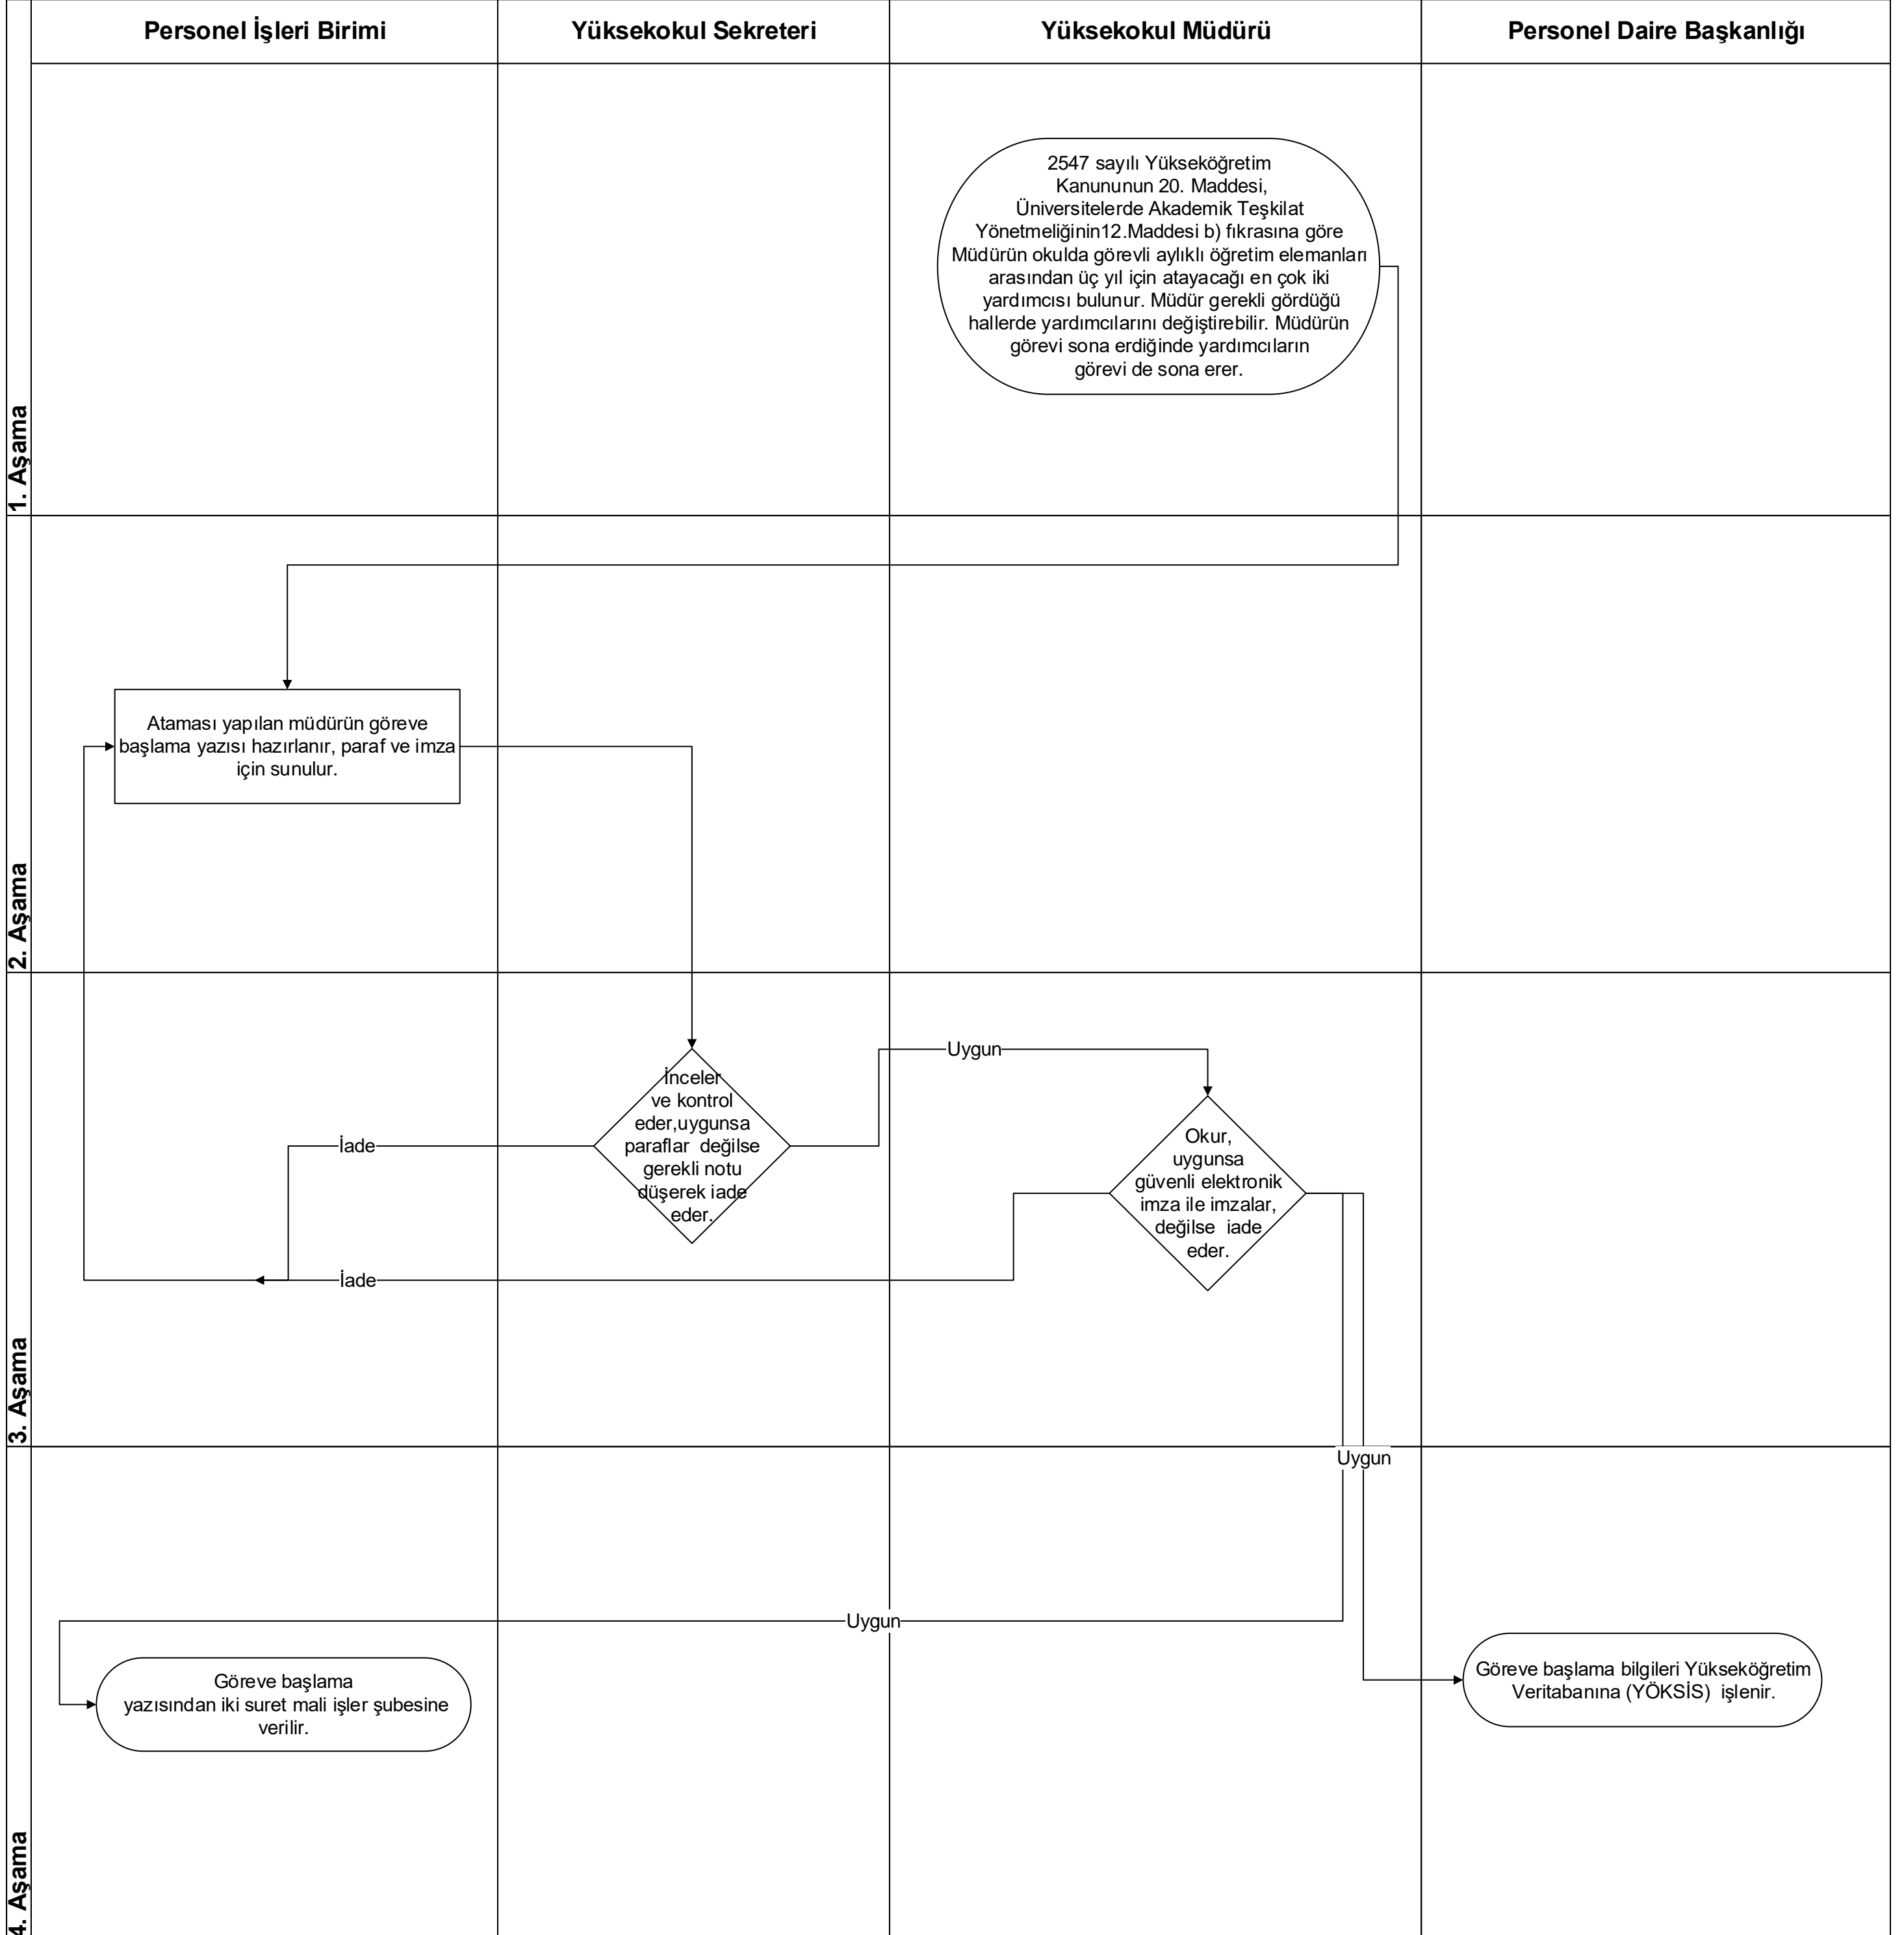 Personel İşleri Birimi
Yüksekokul Sekreteri
Yüksekokul Müdürü
Personel Daire Başkanlığı
1. Aşama
2547 sayılı Yükseköğretim
Kanununun 20. Maddesi,
Üniversitelerde Akademik Teşkilat
Yönetmeliğinin12.Maddesi b) fıkrasına göre
Müdürün okulda görevli aylıklı öğretim elemanları
arasından üç yıl için atayacağı en çok iki
yardımcısı bulunur. Müdür gerekli gördüğü
hallerde yardımcılarını değiştirebilir. Müdürün
görevi sona erdiğinde yardımcıların
görevi de sona erer.
2. Aşama
Ataması yapılan müdürün göreve
başlama yazısı hazırlanır, paraf ve imza
için sunulur.
3. Aşama
İnceler
ve kontrol
eder,uygunsa
paraflar  değilse
gerekli notu
düşerek iade
eder.
Uygun
İade
Okur,
uygunsa
güvenli elektronik
imza ile imzalar,
değilse  iade
eder.
İade
Uygun
4. Aşama
Uygun
Göreve başlama
yazısından iki suret mali işler şubesine
verilir.
Göreve başlama bilgileri Yükseköğretim
Veritabanına (YÖKSİS)  işlenir.